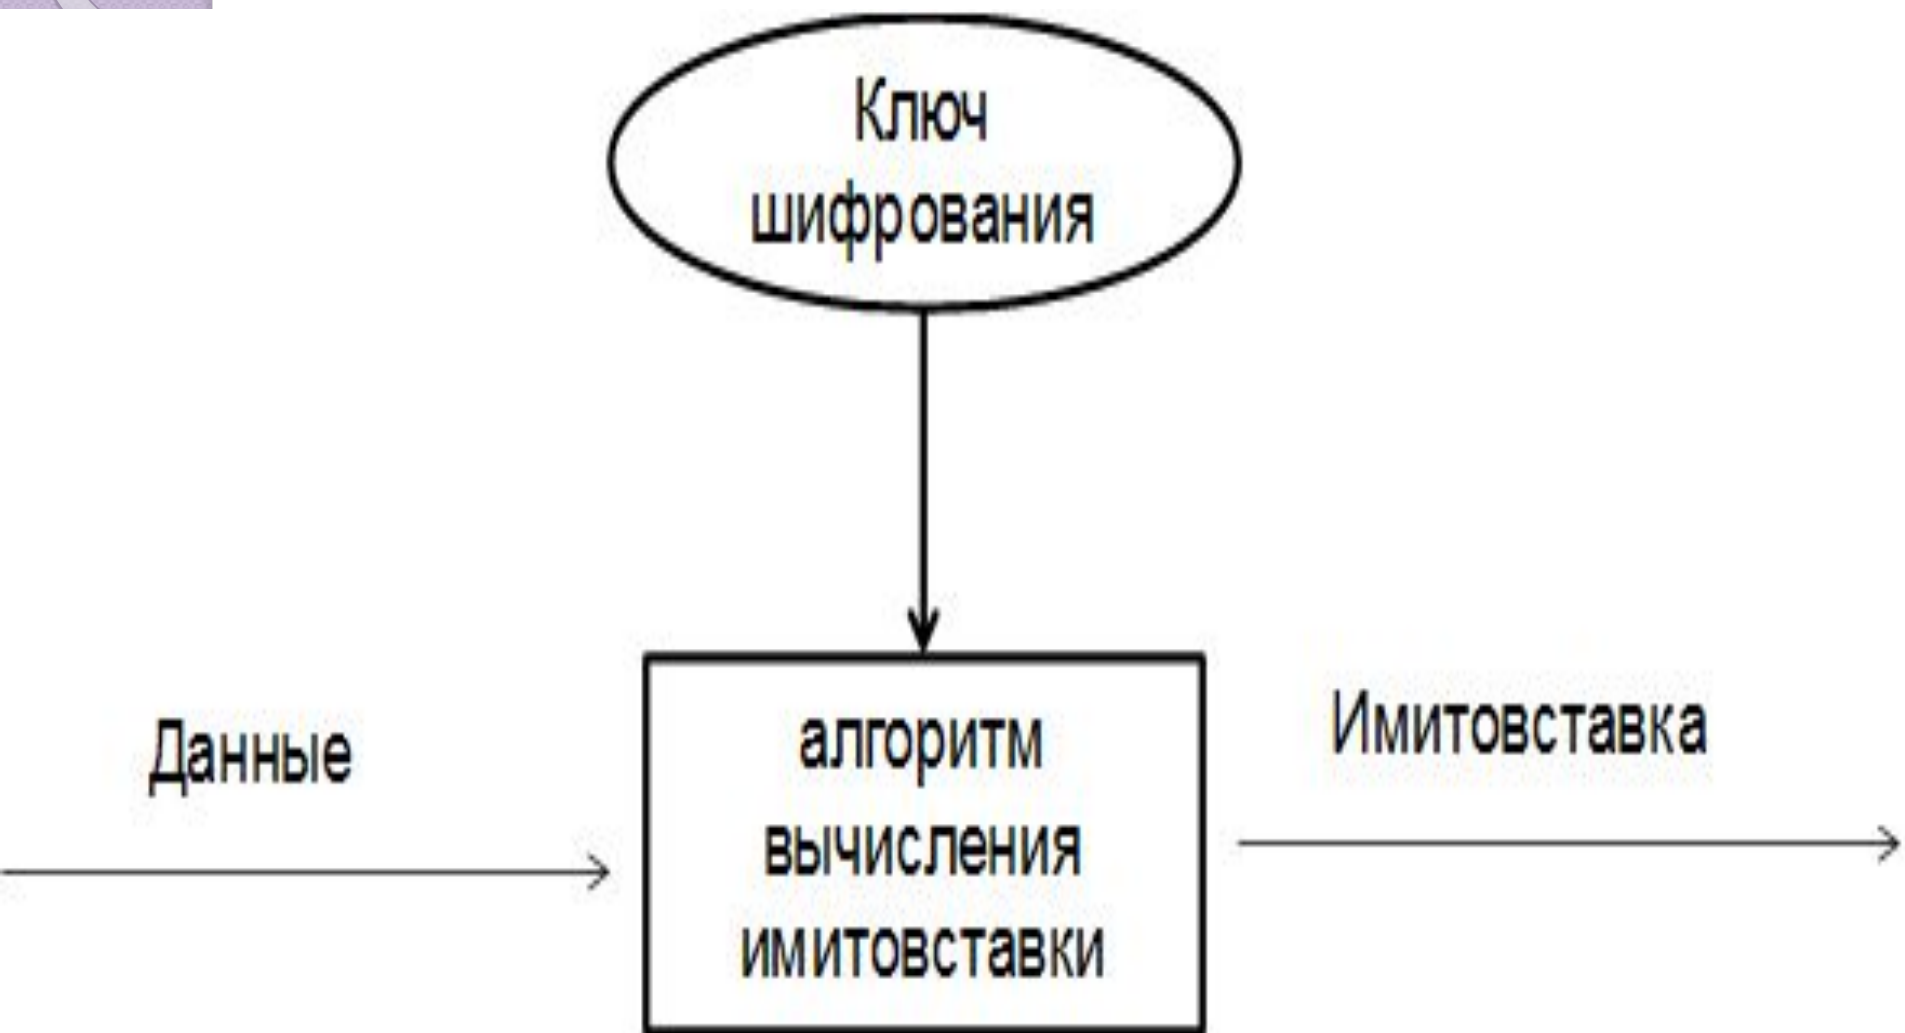 Ключ
шифрования
Данные
алгоритм
вычисления
имитовставки
Имитовставка